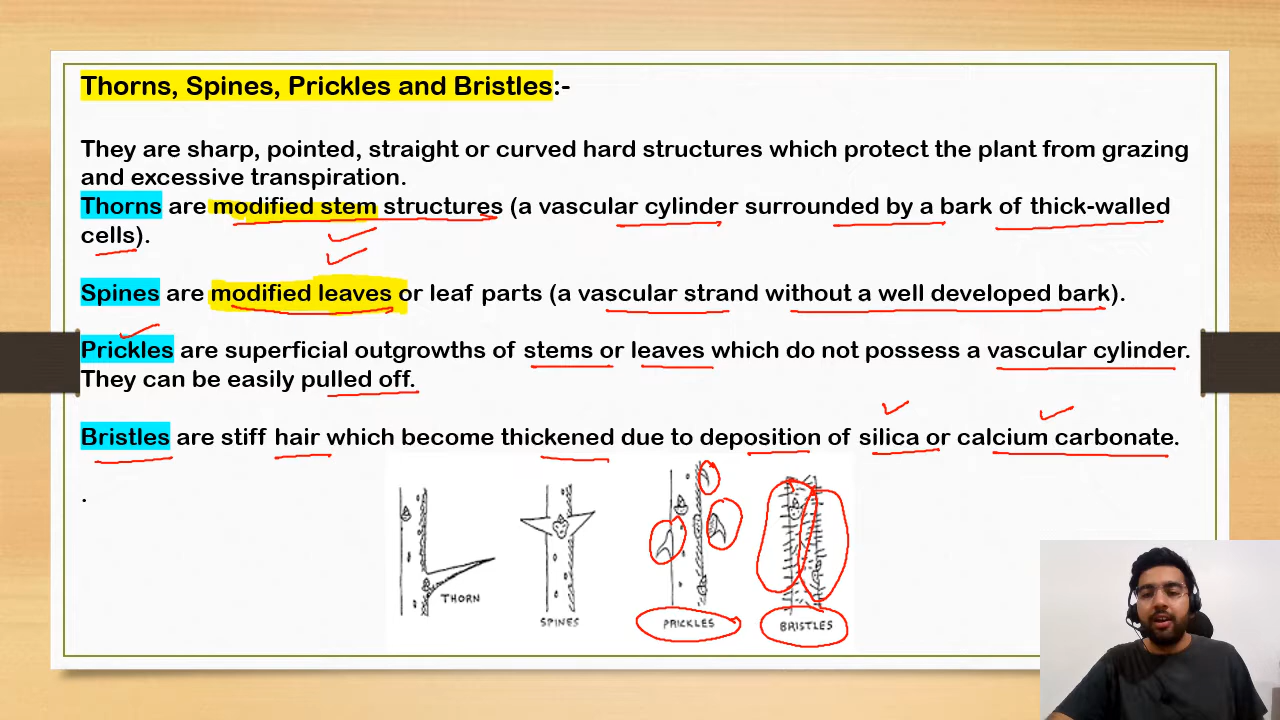 Thorns, Spines, Prickles and Bristles:-
They are sharp, pointed, straight or curved hard structures which protect the plant from grazing
and excessive transpiration.
Thorns are modified stem structures (a vascular cylinder surrounded by a bark of thick-walled
cells).
Spines are modified leaves or leaf parts (a vascular strand without a well developed bark).
Prickles are superficial outgrowths of stems or leaves which do not possess a vascular cylinder.
They can be easily pulled off.
Bristles are stiff hair which become thickened due to deposition of silica or calcium carbonate.
.
THORN
SPINES
PRICKLES
BRISTLES